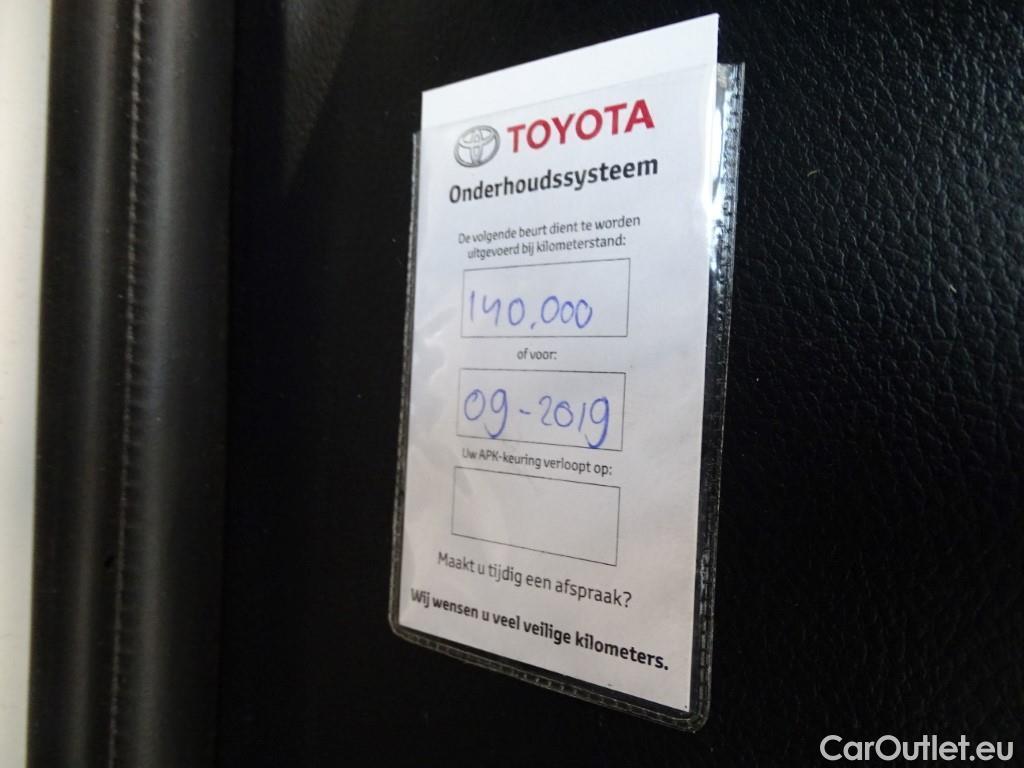 TOYOTA
Onderhoudssysteem
De volgende beurt dient te worden
uitgevoerd bij kilometerstand:
140.000
of voor:
09-2019
Uw APK-keuring verloopt op:
Maakt u tijdig een afspraak?
Wij wensen u veel veilige kilometers.
CarOutlet.eu